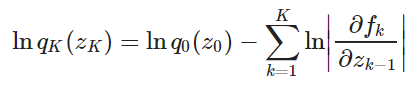 ln q_K(z_K) = ln q_0(z_0) − ∑_{k=1}^{K} ln|∂f_k/∂z_{k−1}|